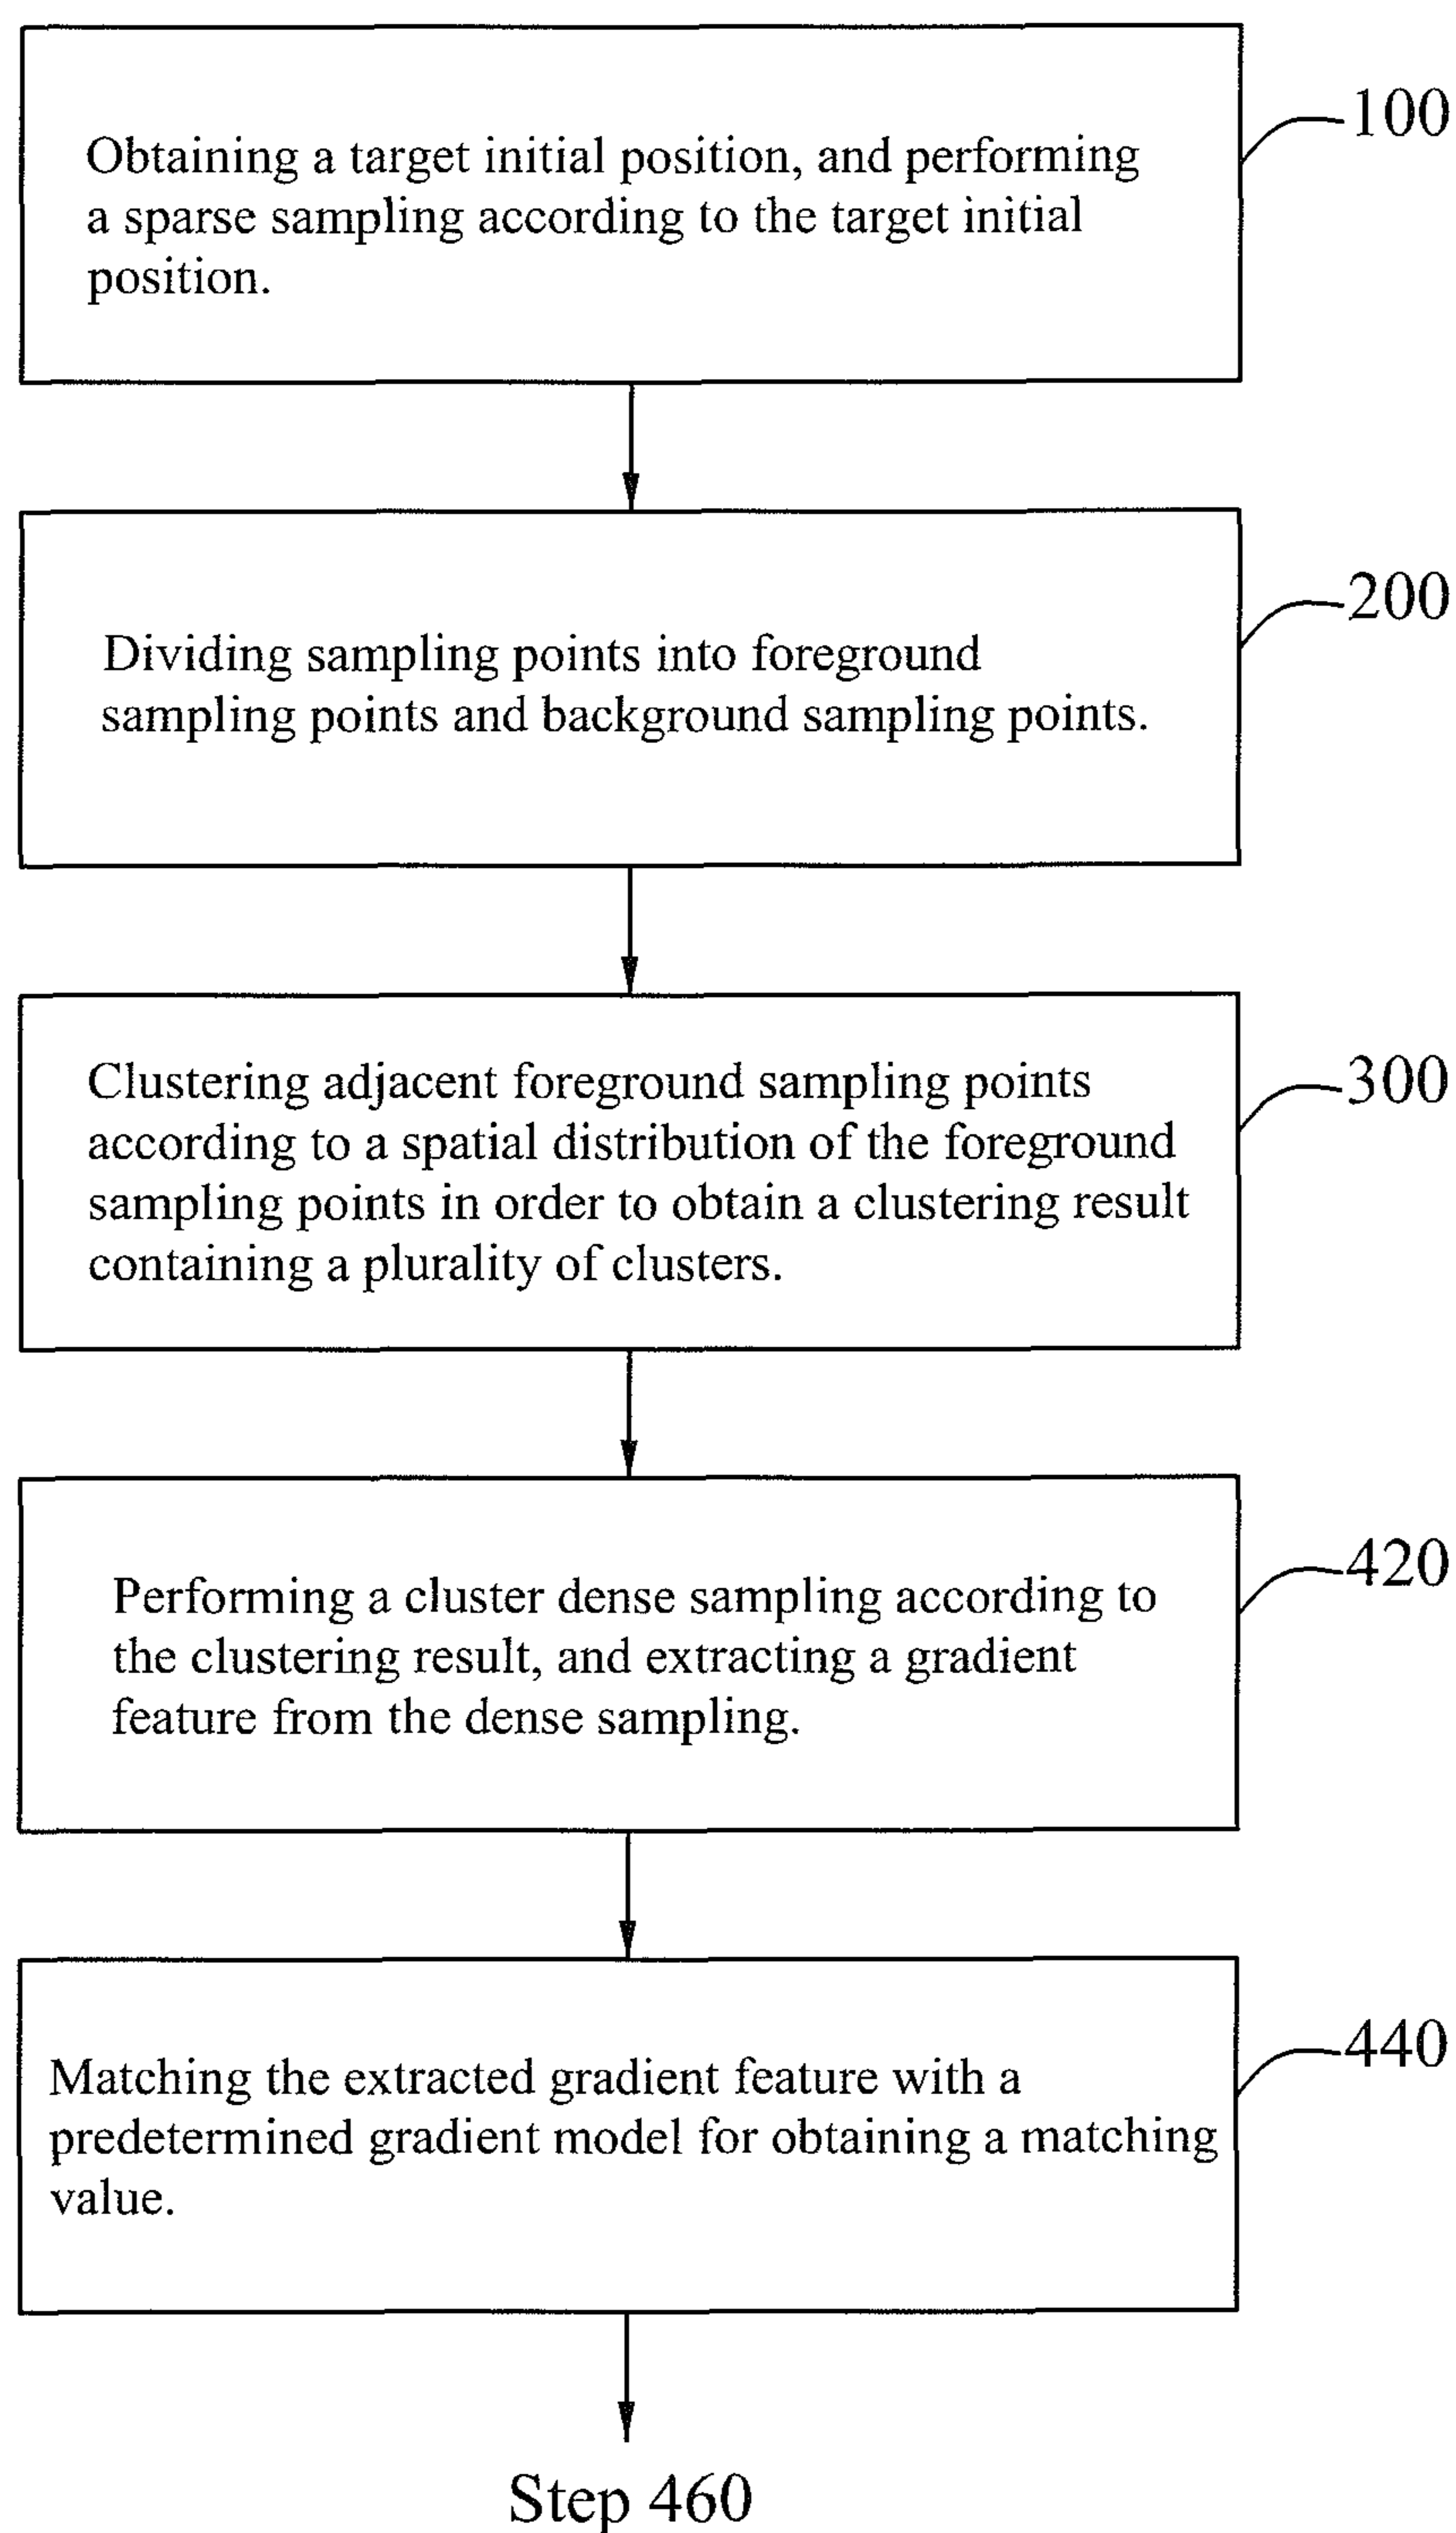 Obtaining a target initial position, and performing
a sparse sampling according to the target initial
position.
100
Dividing sampling points into foreground
sampling points and background sampling points.
200
Clustering adjacent foreground sampling points
according to a spatial distribution of the foreground
sampling points in order to obtain a clustering result
containing a plurality of clusters.
300
Performing a cluster dense sampling according to
the clustering result, and extracting a gradient
feature from the dense sampling.
420
Matching the extracted gradient feature with a
predetermined gradient model for obtaining a matching
value.
440
Step 460